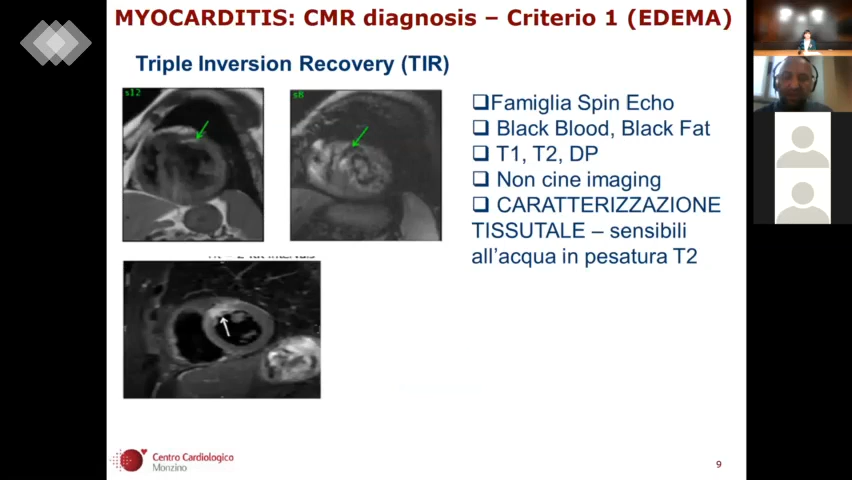 MYOCARDITIS: CMR diagnosis – Criterio 1 (EDEMA)
Triple Inversion Recovery (TIR)
s12
s8
Famiglia Spin Echo
Black Blood, Black Fat
T1, T2, DP
Non cine imaging
CARATTERIZZAZIONE
TISSUTALE – sensibili
all'acqua in pesatura T2
Centro Cardiologico
Monzino
9